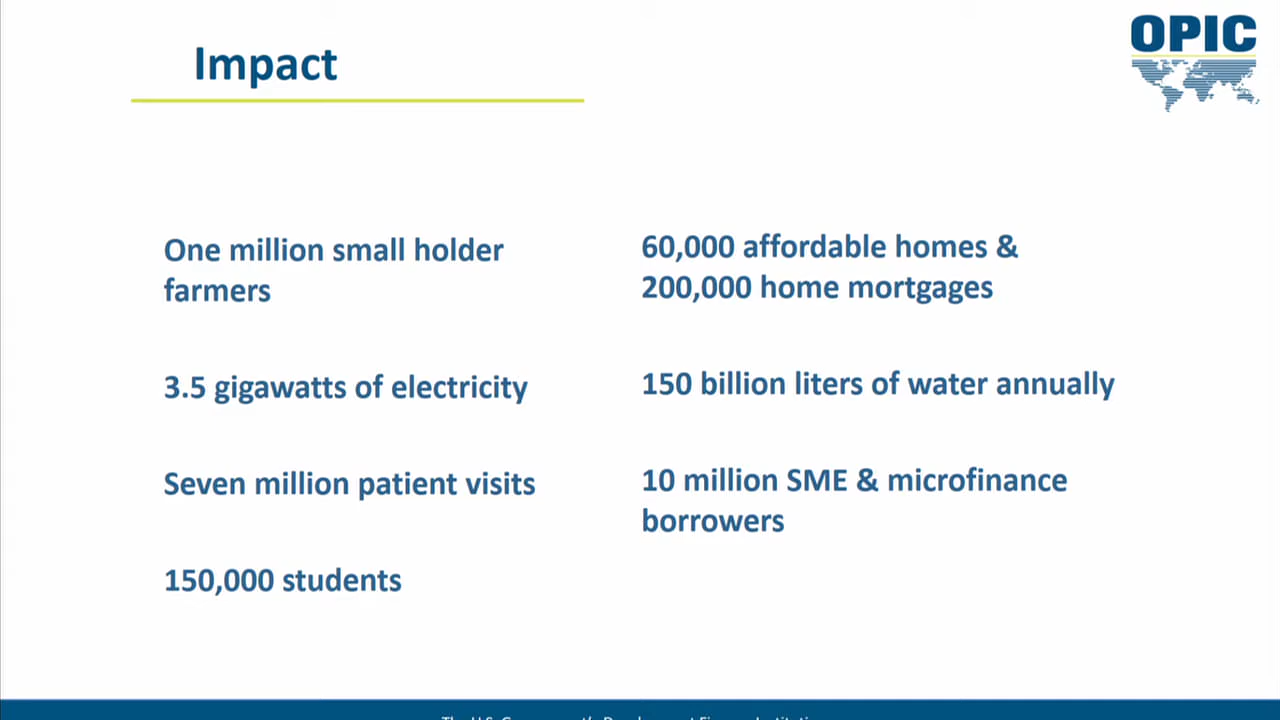 Impact
OPIC
One million small holder
farmers
3.5 gigawatts of electricity
Seven million patient visits
150,000 students
60,000 affordable homes &
200,000 home mortgages
150 billion liters of water annually
10 million SME & microfinance
borrowers